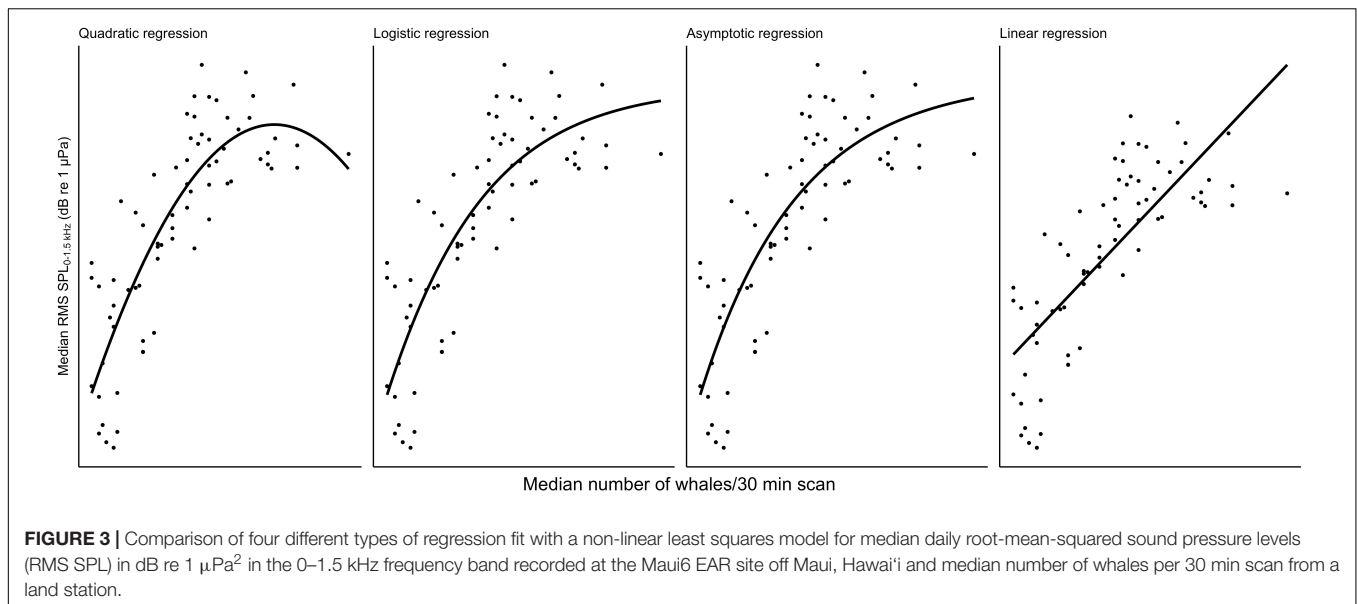 Quadratic regression
Logistic regression
Asymptotic regression
Linear regression
Median RMS SPL0-1.5 kHz (dB re 1 μPa)
Median number of whales/30 min scan
FIGURE 3 | Comparison of four different types of regression fit with a non-linear least squares model for median daily root-mean-squared sound pressure levels
(RMS SPL) in dB re 1 μPa² in the 0–1.5 kHz frequency band recorded at the Maui6 EAR site off Maui, Hawai‘i and median number of whales per 30 min scan from a
land station.